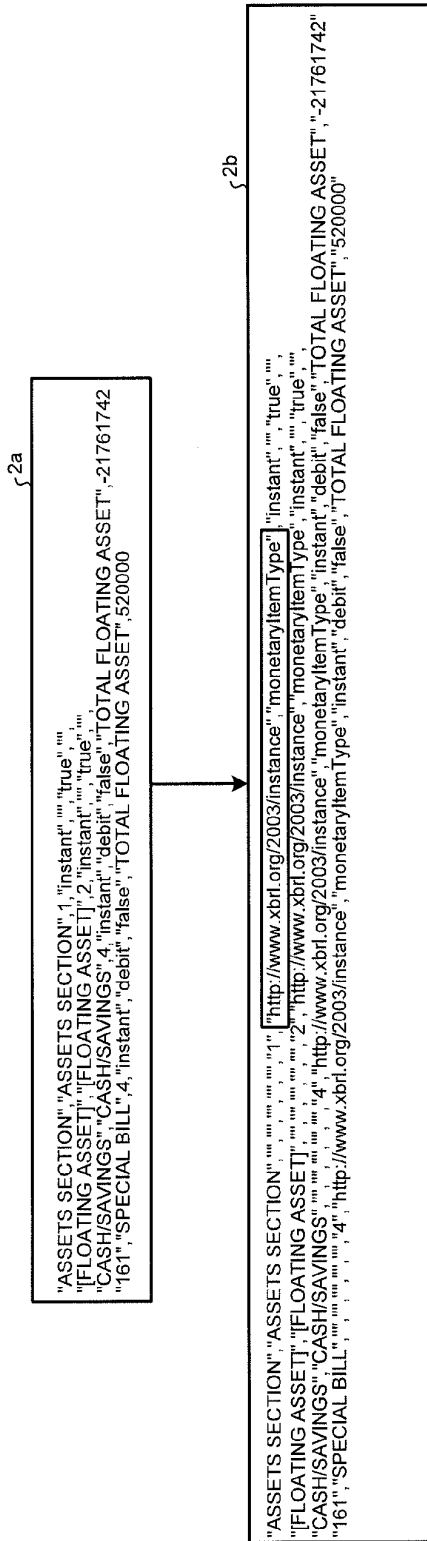 2a
"ASSETS SECTION","ASSETS SECTION",1,"instant","","true","",
"[FLOATING ASSET]","[FLOATING ASSET]",2,"instant","","true","",
"CASH/SAVINGS","CASH/SAVINGS",4,"instant","debit","false","TOTAL FLOATING ASSET",-21761742
"161","SPECIAL BILL",4,"instant","debit","false","TOTAL FLOATING ASSET",520000
2b
"ASSETS SECTION","ASSETS SECTION","","","","","1","http://www.xbrl.org/2003/instance","monetaryItemType","instant","","true","",
"[FLOATING ASSET]","[FLOATING ASSET]","","","","","2","http://www.xbrl.org/2003/instance","monetaryItemType","instant","","true","",
"CASH/SAVINGS","CASH/SAVINGS","","","","","4","http://www.xbrl.org/2003/instance","monetaryItemType","instant","debit","false","TOTAL FLOATING ASSET","-21761742"
"161","SPECIAL BILL","","","","","4","http://www.xbrl.org/2003/instance","monetaryItemType","instant","debit","false","TOTAL FLOATING ASSET","520000"